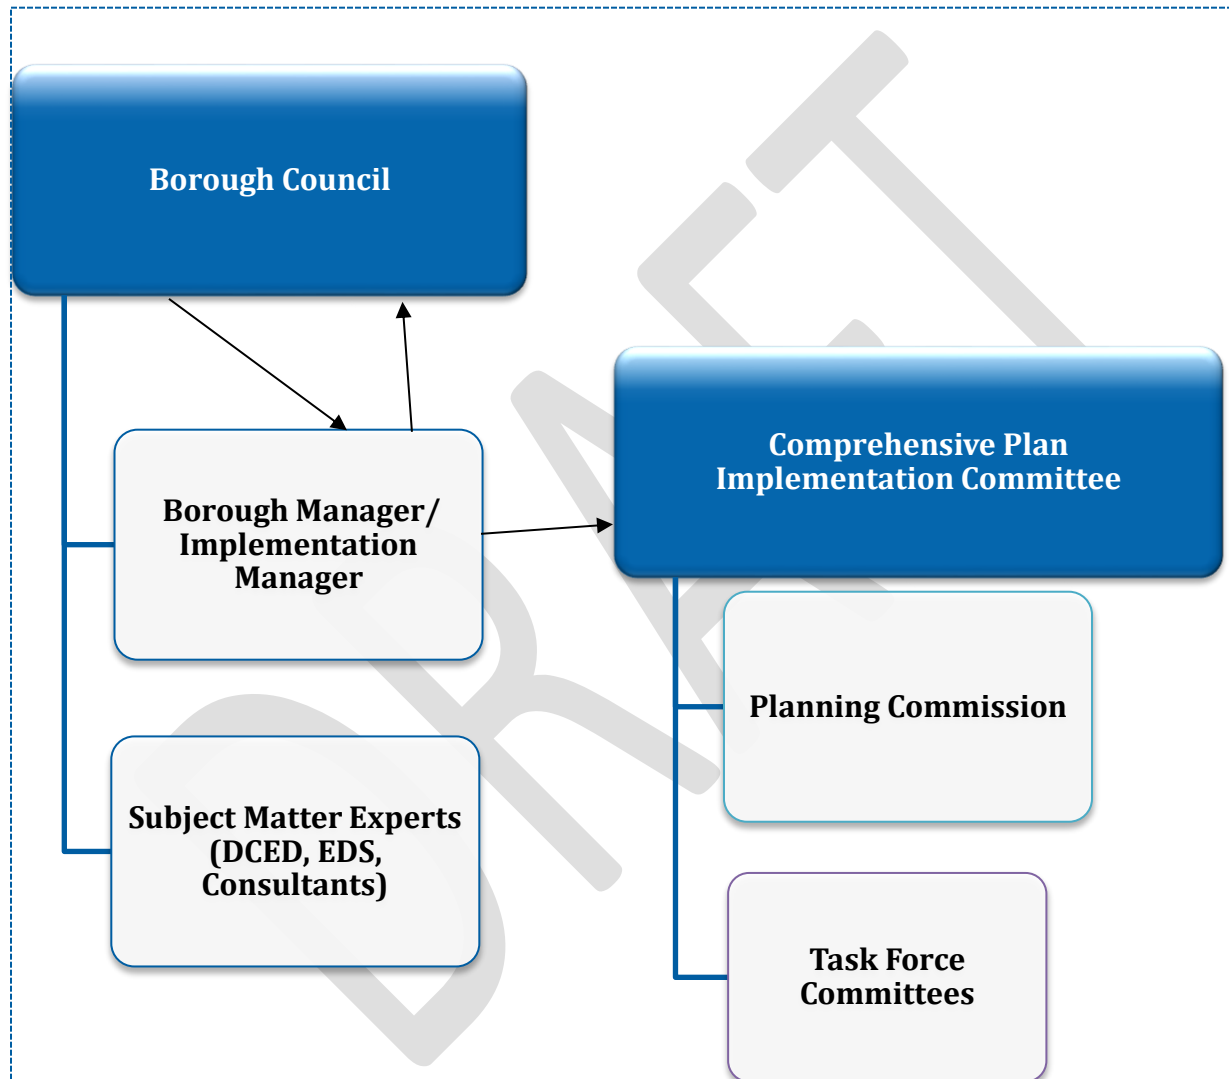 Borough Council
Borough Manager/
Implementation
Manager
Subject Matter Experts
(DCED, EDS,
Consultants)
Comprehensive Plan
Implementation Committee
Planning Commission
Task Force
Committees
DRAFT